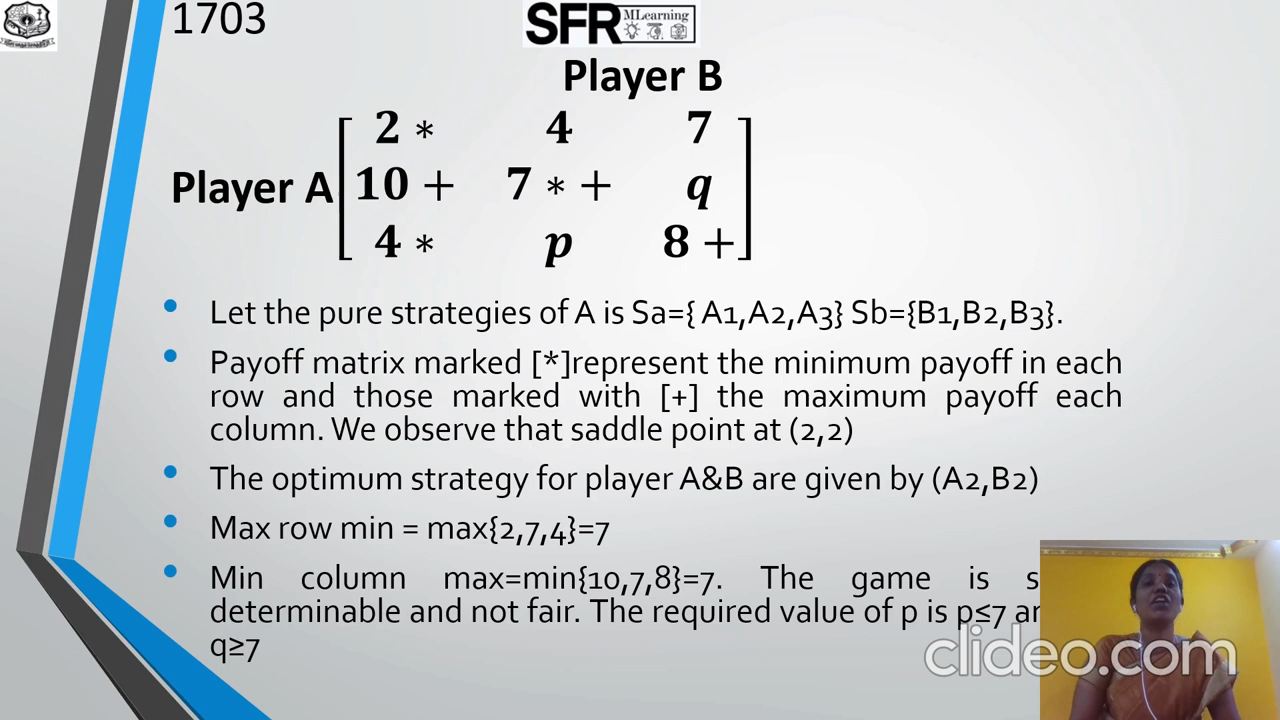 1703
SFR MLearning
Player B
2 * 4 7
Player A 10 + 7 * + q
4 * p 8 +
• Let the pure strategies of A is Sa={ A1,A2,A3} Sb={B1,B2,B3}.
• Payoff matrix marked [*]represent the minimum payoff in each
row and those marked with [+] the maximum payoff each
column. We observe that saddle point at (2,2)
• The optimum strategy for player A&B are given by (A2,B2)
• Max row min = max{2,7,4}=7
• Min column max=min{10,7,8}=7. The game is
determinable and not fair. The required value of p is p≤7
q≥7
clideo.com